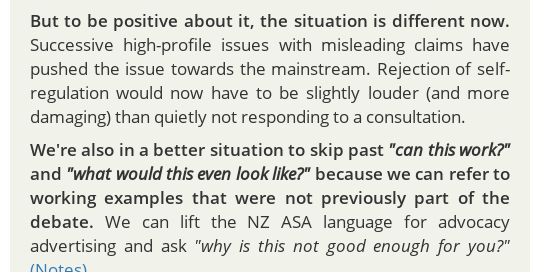 But to be positive about it, the situation is different now.
Successive high-profile issues with misleading claims have
pushed the issue towards the mainstream. Rejection of self-
regulation would now have to be slightly louder (and more
damaging) than quietly not responding to a consultation.
We're also in a better situation to skip past "can this work?"
and "what would this even look like?" because we can refer to
working examples that were not previously part of the
debate. We can lift the NZ ASA language for advocacy
advertising and ask "why is this not good enough for you?"
(Notes)